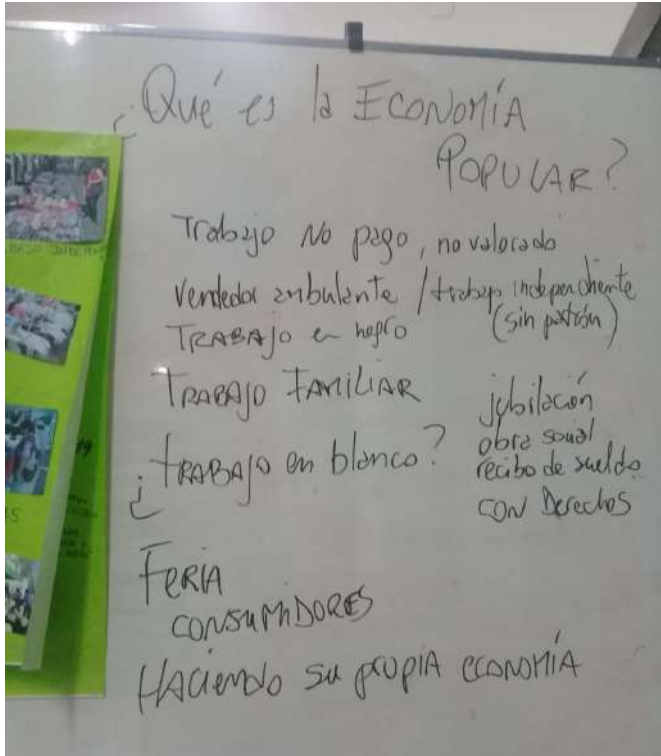 ¿Qué es la ECONOMÍA
POPULAR?
Trabajo NO pago, no valorado
Vendedor ambulante / trabajo independiente
(sin patrón)
TRABAJO en negro
TRABAJO FAMILIAR
¿TRABAJO en blanco?
jubilación
obra social
recibo de sueldo
CON Derechos
FERIA
CONSUMIDORES
HACIENDO SU PROPIA ECONOMÍA